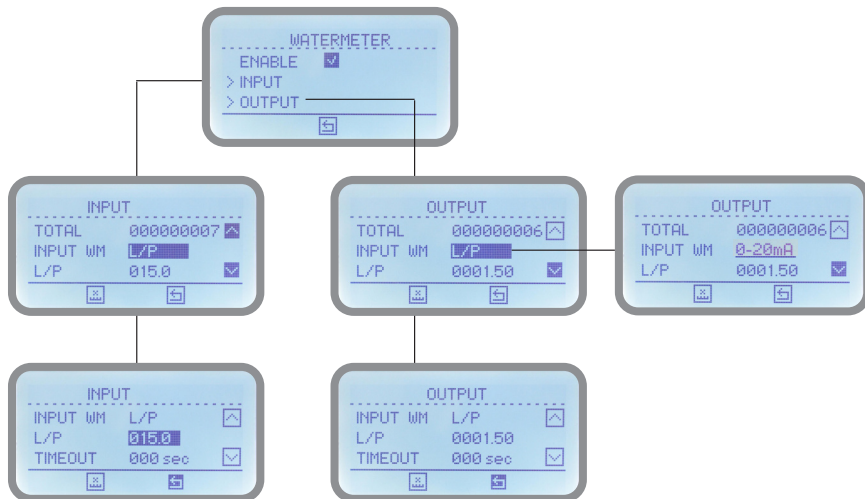 WATERMETER
ENABLE
> INPUT
> OUTPUT
INPUT
TOTAL 000000007
INPUT WM L/P
L/P 015.0
OUTPUT
TOTAL 000000006
INPUT WM L/P
L/P 0001.50
OUTPUT
TOTAL 000000006
INPUT WM 0-20mA
L/P 0001.50
INPUT
INPUT WM L/P
L/P 015.0
TIMEOUT 000 sec
OUTPUT
INPUT WM L/P
L/P 0001.50
TIMEOUT 000 sec